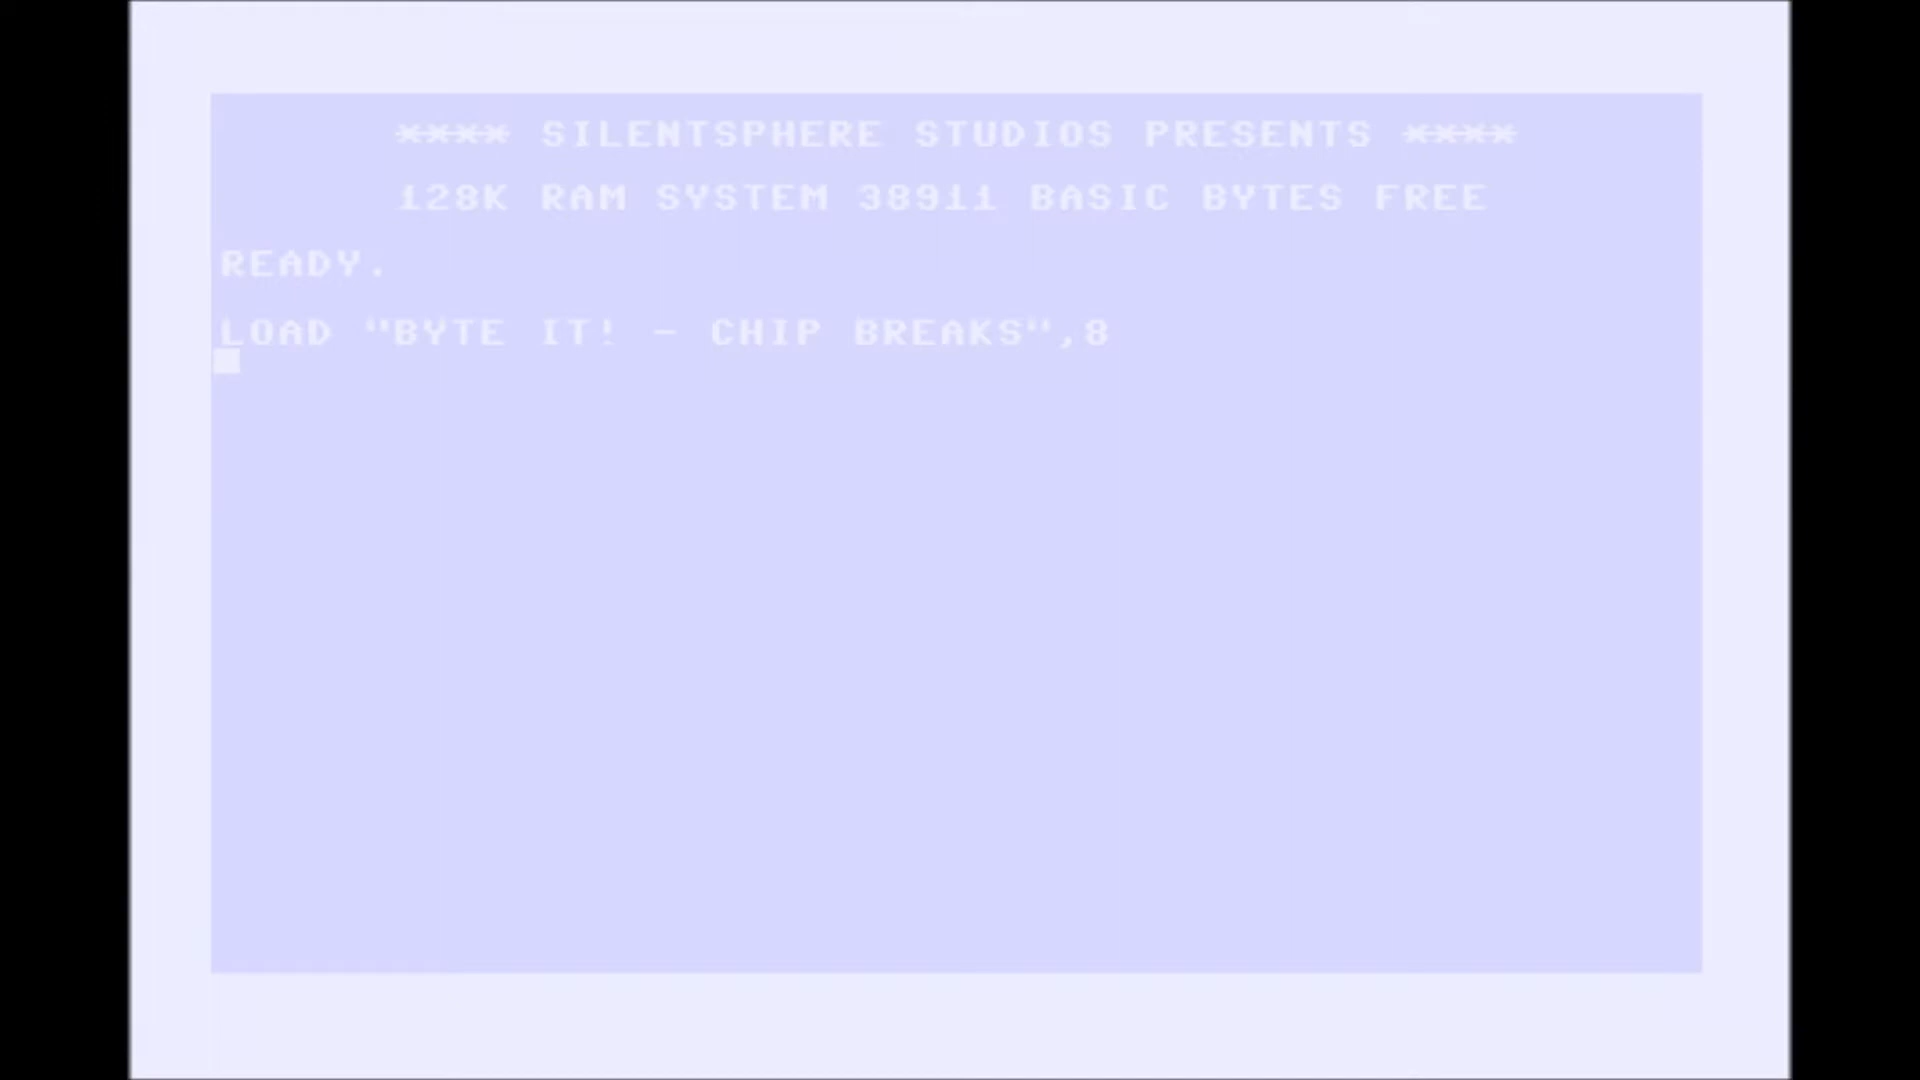 **** SILENTSPHERE STUDIOS PRESENTS ****
128K RAM SYSTEM 38911 BASIC BYTES FREE
READY.
LOAD "BYTE IT! - CHIP BREAKS",8